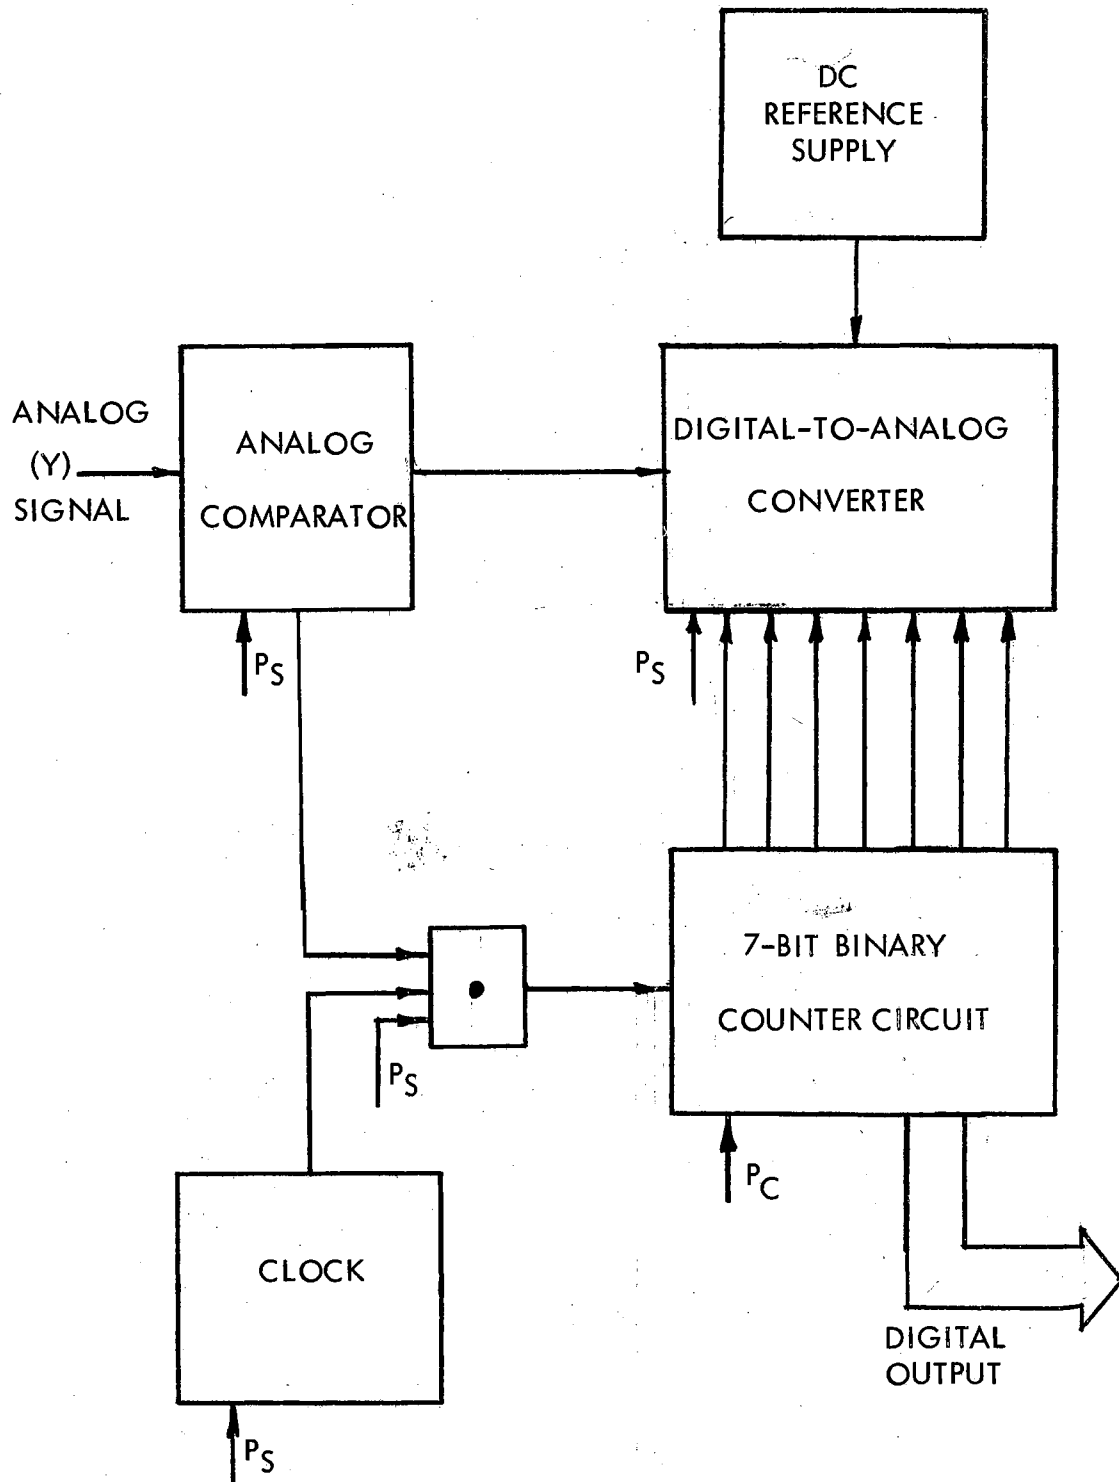 DC
REFERENCE
SUPPLY
ANALOG
(Y)
SIGNAL
ANALOG
COMPARATOR
DIGITAL-TO-ANALOG
CONVERTER
PS
PS
7-BIT BINARY
COUNTER CIRCUIT
PS
PC
CLOCK
DIGITAL
OUTPUT
PS